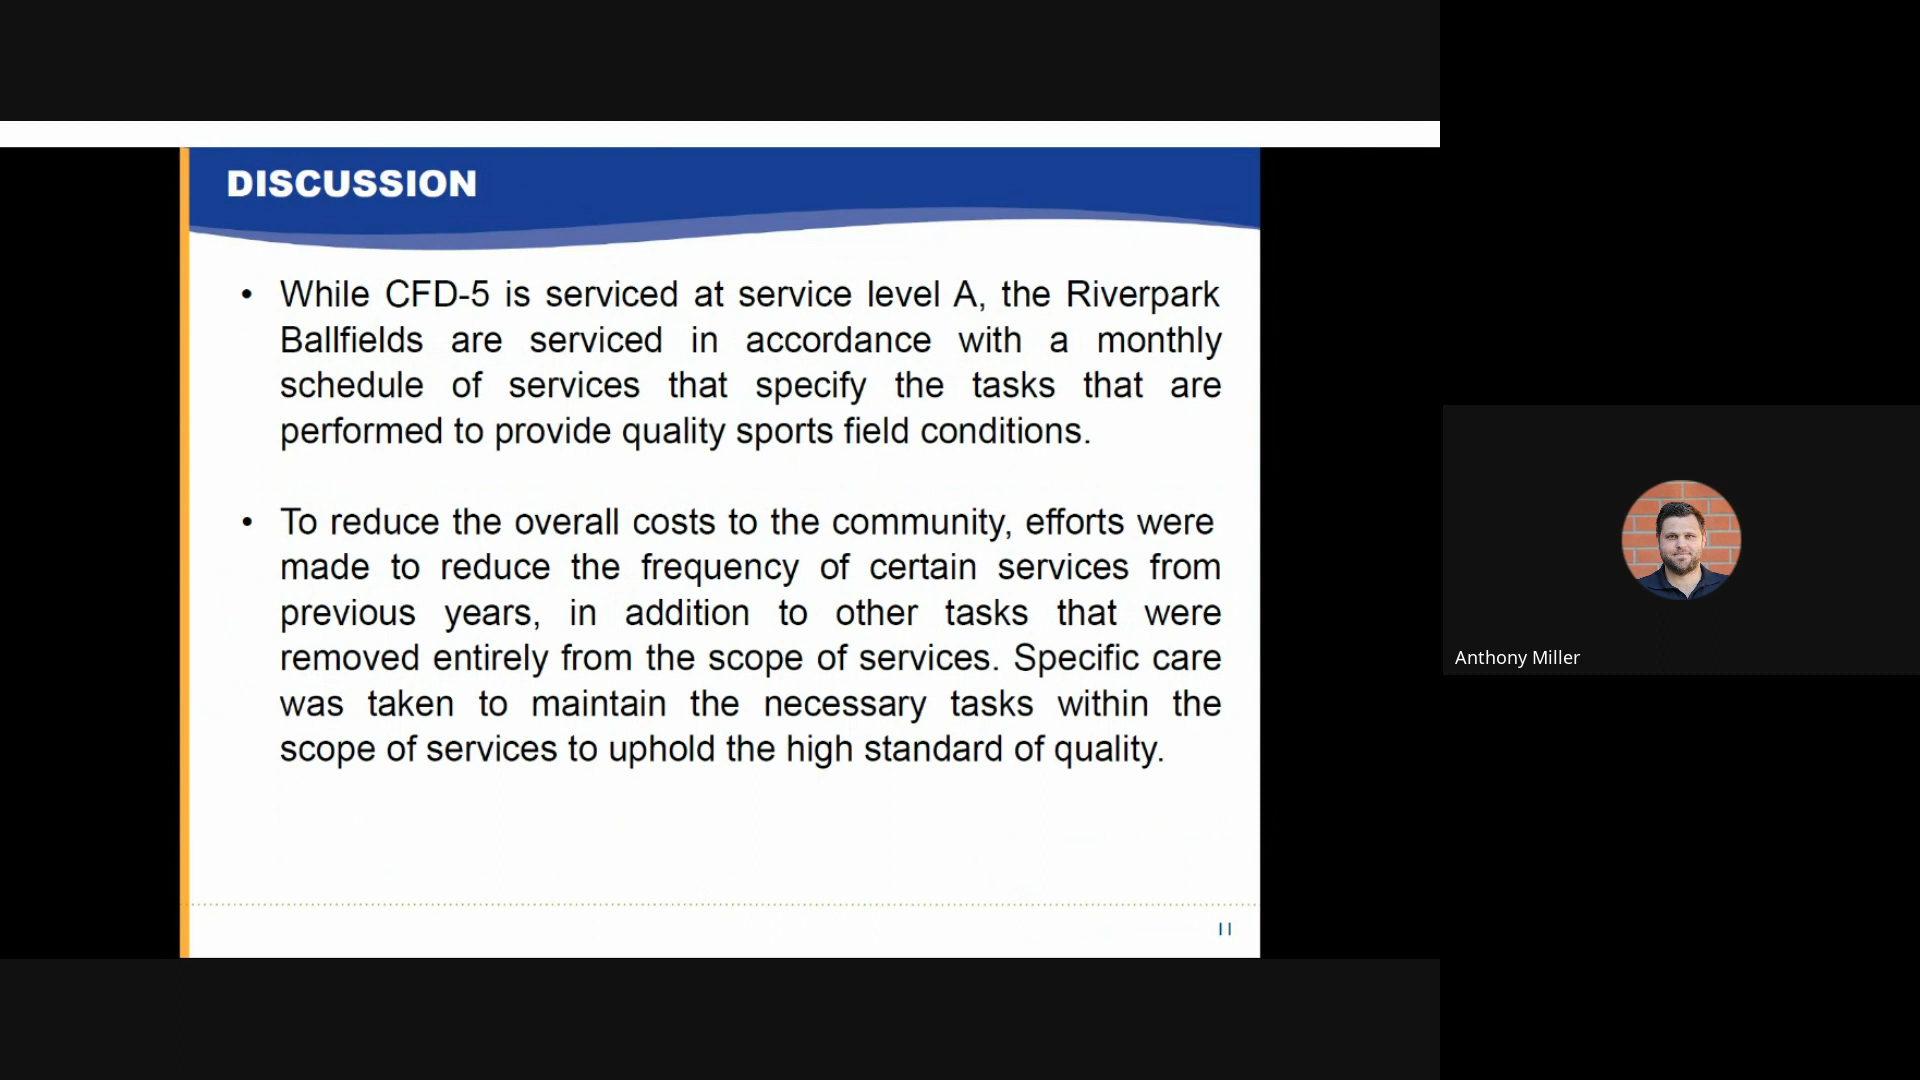 DISCUSSION
• While CFD-5 is serviced at service level A, the Riverpark
Ballfields are serviced in accordance with a monthly
schedule of services that specify the tasks that are
performed to provide quality sports field conditions.
• To reduce the overall costs to the community, efforts were
made to reduce the frequency of certain services from
previous years, in addition to other tasks that were
removed entirely from the scope of services. Specific care
was taken to maintain the necessary tasks within the
scope of services to uphold the high standard of quality.
11
Anthony Miller